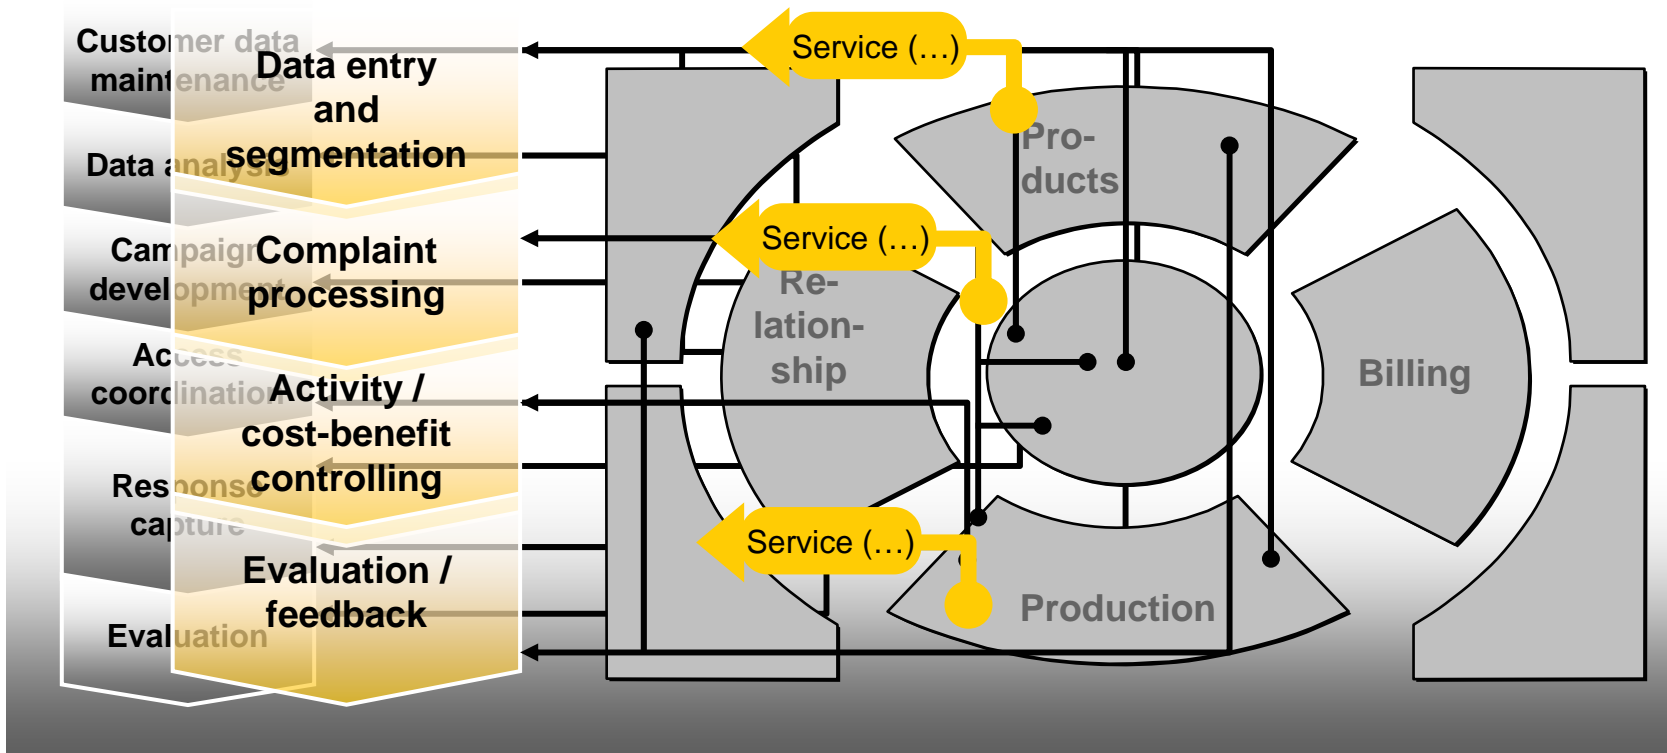 Customer data
maintenance
Data analysis
Campaign
development
Access
coordination
Response
capture
Evaluation
Data entry
and
segmentation
Complaint
processing
Activity /
cost-benefit
controlling
Evaluation /
feedback
Service (…)
Service (…)
Service (…)
Pro-
ducts
Re-
lation-
ship
Billing
Production